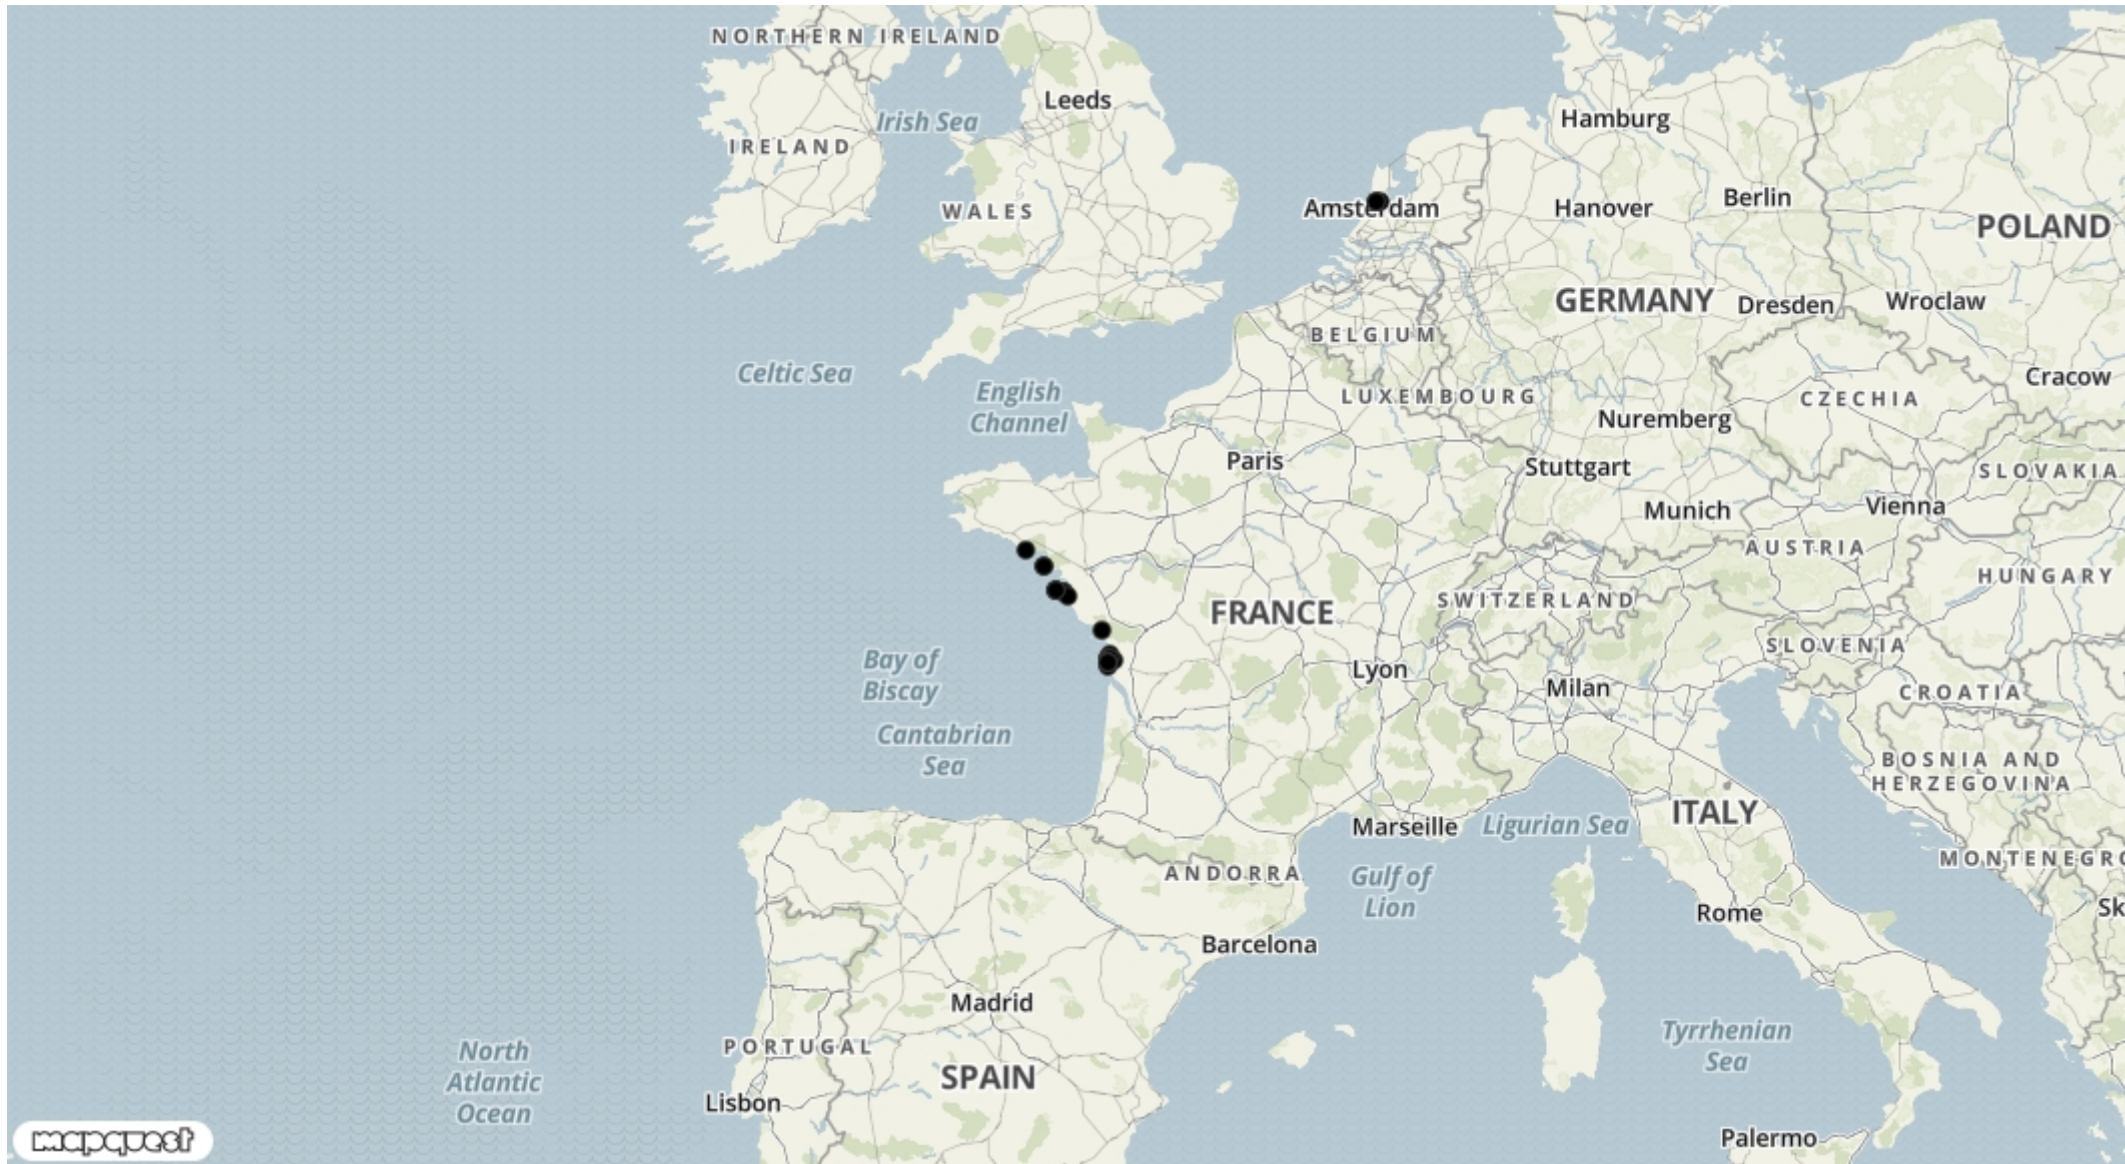 NORTHERN IRELAND
Leeds
Irish Sea
IRELAND
Hamburg
WALES
Amsterdam
Hanover
Berlin
POLAND
GERMANY
Dresden
Wroclaw
BELGIUM
Celtic Sea
English
Channel
LUXEMBOURG
Cracow
CZECHIA
Nuremberg
Paris
Stuttgart
SLOVAKIA
Munich
Vienna
AUSTRIA
HUNGARY
SWITZERLAND
FRANCE
SLOVENIA
Bay of
Biscay
Lyon
Milan
CROATIA
Cantabrian
Sea
BOSNIA AND
HERZEGOVINA
ITALY
Marseille
Ligurian Sea
MONTENEGRO
ANDORRA
Gulf of
Lion
Rome
Sk
Barcelona
Madrid
Tyrrhenian
Sea
PORTUGAL
North
Atlantic
Ocean
SPAIN
Lisbon
mapquest
Palermo